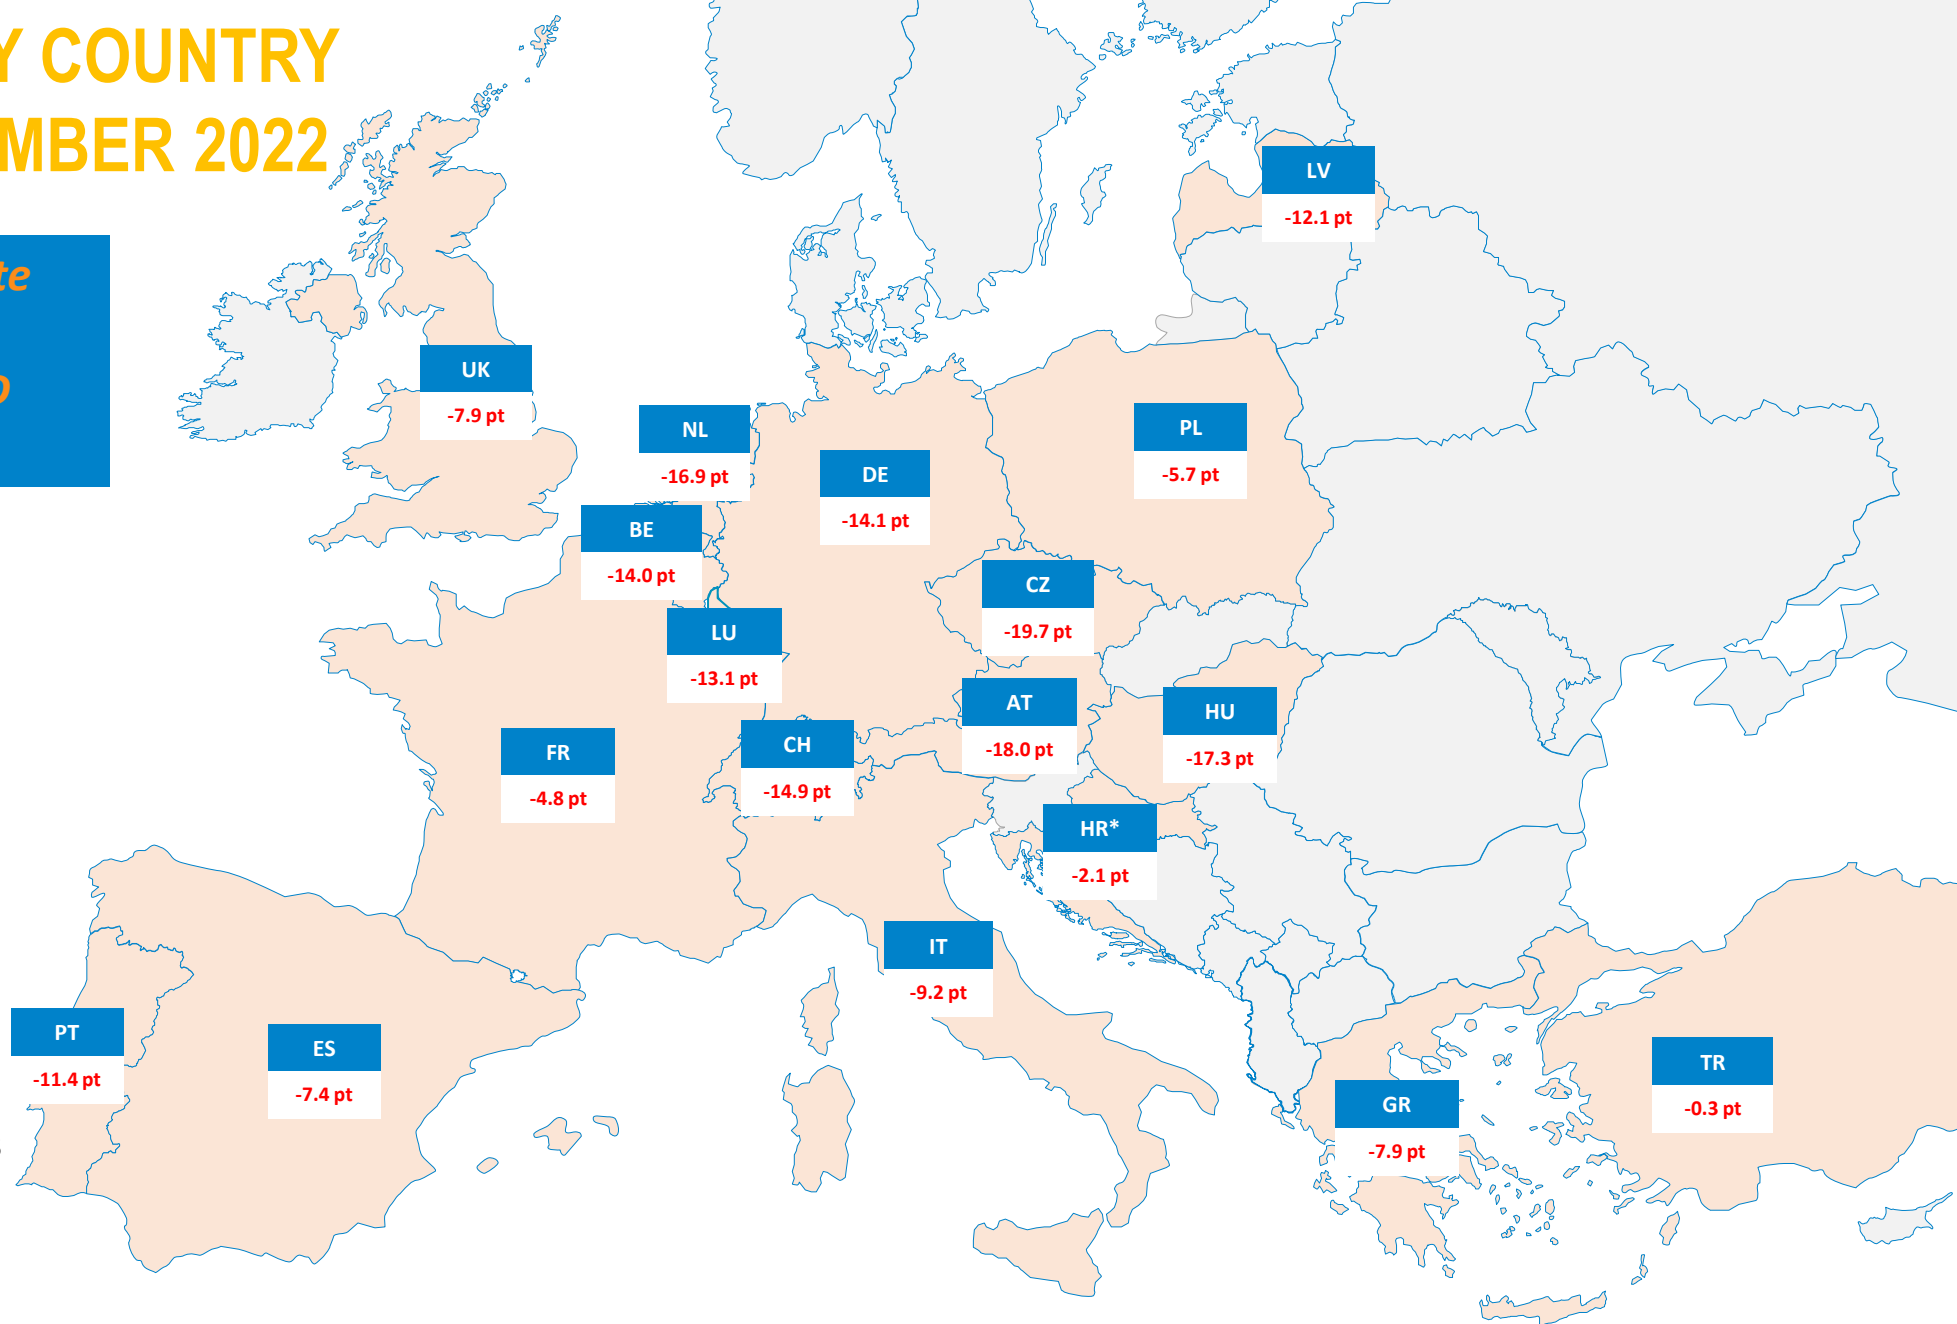 Y COUNTRY
MBER 2022
LV
-12.1 pt
te
UK
-7.9 pt
NL
-16.9 pt
PL
-5.7 pt
DE
-14.1 pt
BE
-14.0 pt
CZ
-19.7 pt
LU
-13.1 pt
AT
-18.0 pt
HU
-17.3 pt
FR
-4.8 pt
CH
-14.9 pt
HR*
-2.1 pt
IT
-9.2 pt
PT
-11.4 pt
ES
-7.4 pt
TR
-0.3 pt
GR
-7.9 pt